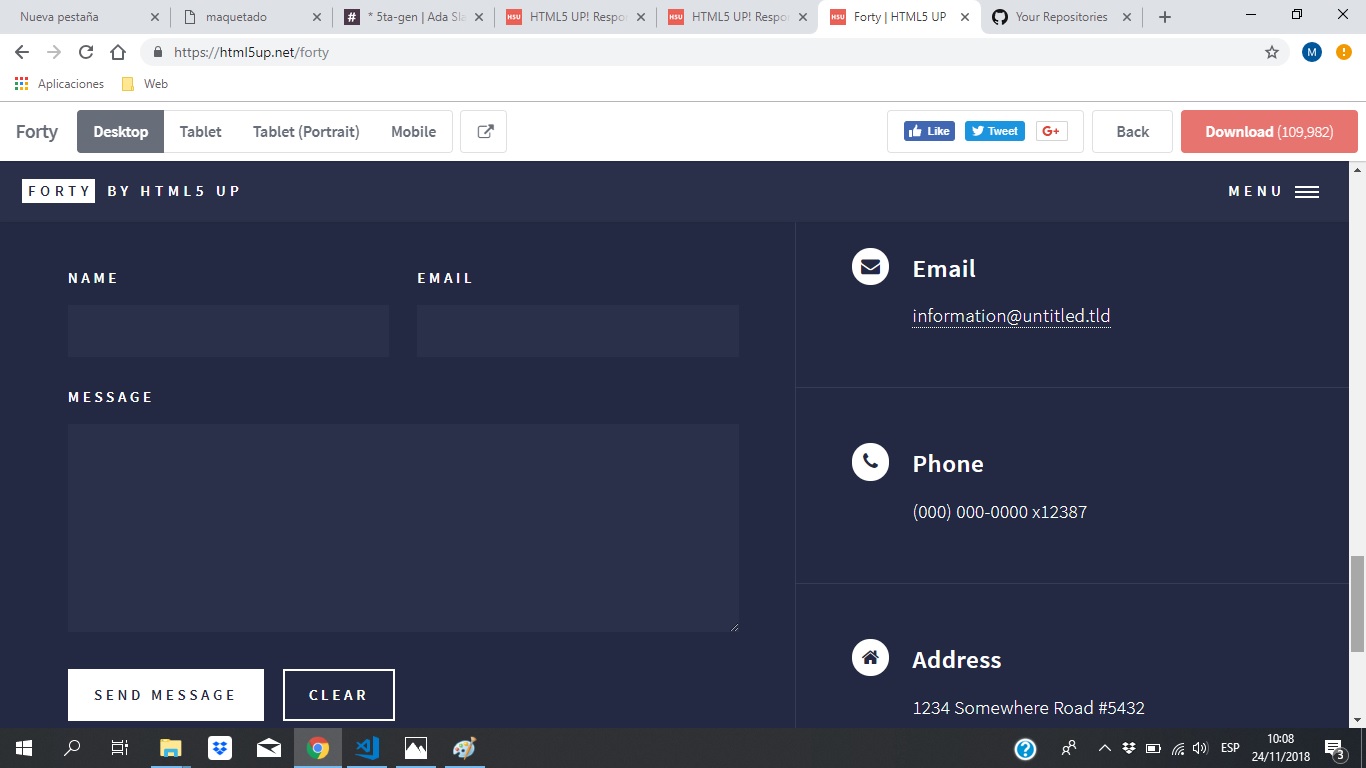 Nueva pestaña
maquetado
* 5ta-gen | Ada Sla
HTML5 UP! Respo
HTML5 UP! Respor
Forty | HTML5 UP
Your Repositories
https://html5up.net/forty
M
Aplicaciones
Web
Forty
Desktop
Tablet
Tablet (Portrait)
Mobile
Like
Tweet
G+
Back
Download (109,982)
FORTY BY HTML5 UP
MENU
NAME
EMAIL
MESSAGE
SEND MESSAGE
CLEAR
Email
information@untitled.tld
Phone
(000) 000-0000 x12387
Address
1234 Somewhere Road #5432
ESP
10:08
24/11/2018
3